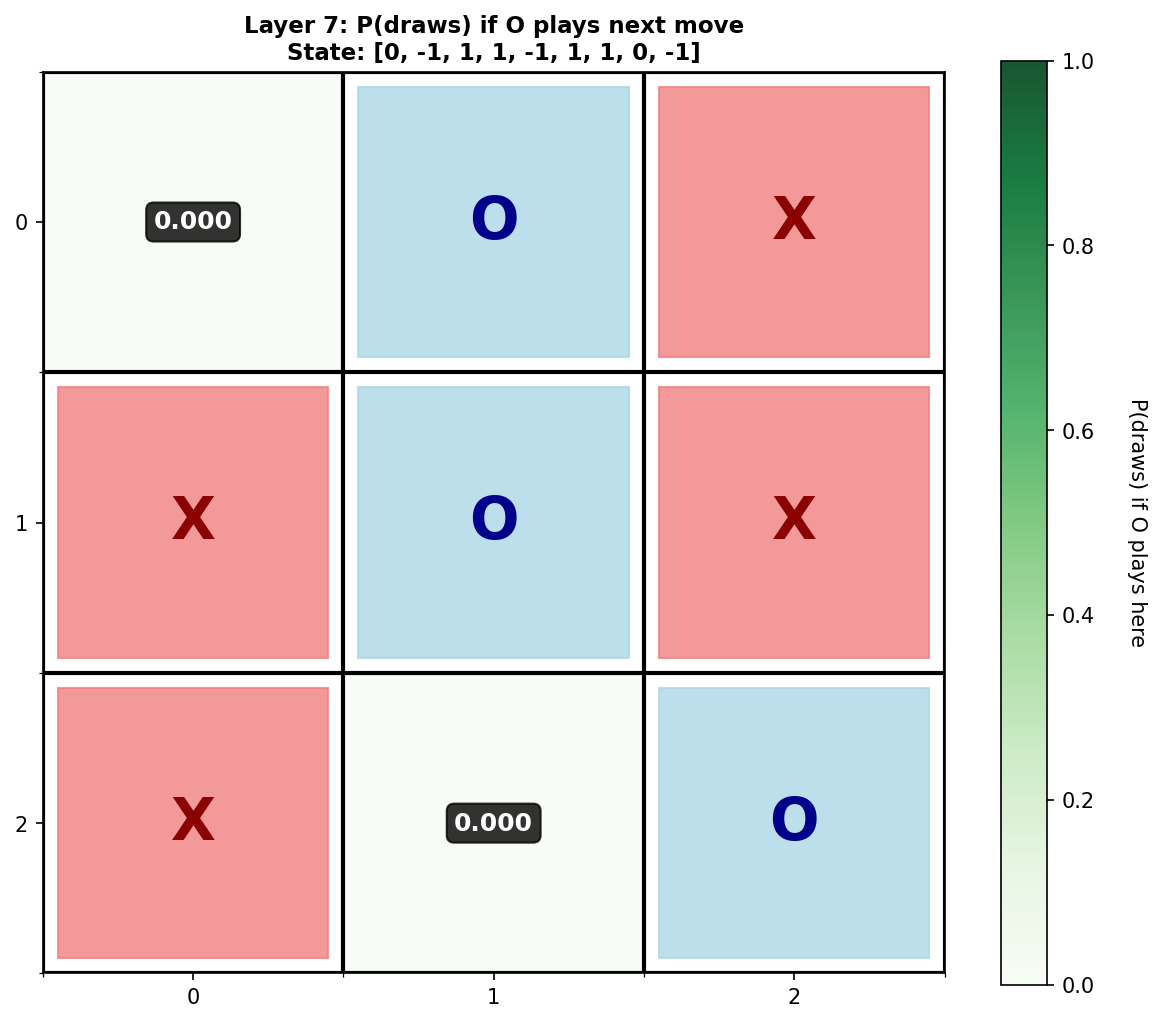 Layer 7: P(draws) if O plays next move
State: [0, -1, 1, 1, -1, 1, 1, 0, -1]
0 0.000 O X
1 X O X
2 X 0.000 O
0 1 2
1.0
0.8
0.6
0.4
0.2
0.0
P(draws) if O plays here